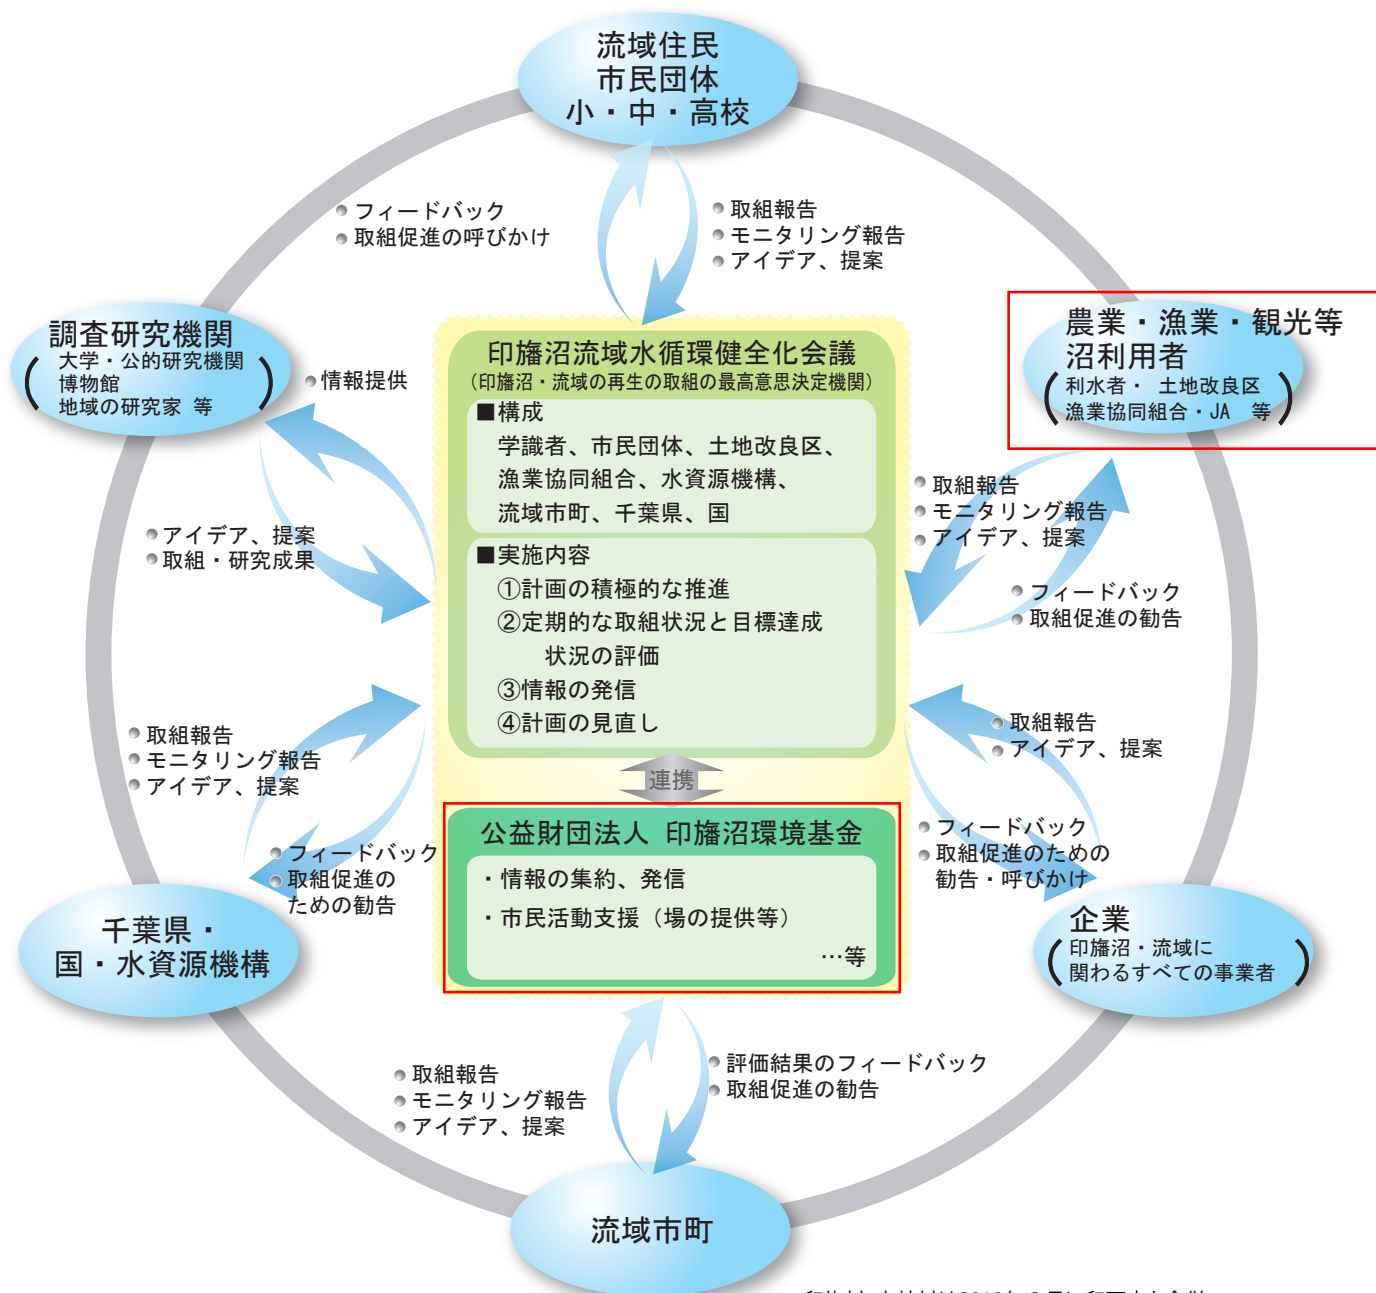 流域住民
市民団体
小・中・高校
フィードバック
取組促進の呼びかけ
取組報告
モニタリング報告
アイデア、提案
調査研究機関
大学・公的研究機関
博物館
地域の研究家 等
情報提供
アイデア、提案
取組・研究成果
農業・漁業・観光等
沼利用者
利水者・ 土地改良区
漁業協同組合・JA 等
取組報告
モニタリング報告
アイデア、提案
フィードバック
取組促進の勧告
印旛沼流域水循環健全化会議
（印旛沼・流域の再生の取組の最高意思決定機関）
■構成
学識者、市民団体、土地改良区、
漁業協同組合、水資源機構、
流域市町、千葉県、国
■実施内容
①計画の積極的な推進
②定期的な取組状況と目標達成
状況の評価
③情報の発信
④計画の見直し
連携
公益財団法人 印旛沼環境基金
・情報の集約、発信
・市民活動支援（場の提供等）
…等
取組報告
モニタリング報告
アイデア、提案
フィードバック
取組促進の
ための勧告
千葉県・
国・水資源機構
取組報告
アイデア、提案
フィードバック
取組促進のための
勧告・呼びかけ
企業
印旛沼・流域に
関わるすべての事業者
取組報告
モニタリング報告
アイデア、提案
評価結果のフィードバック
取組促進の勧告
流域市町